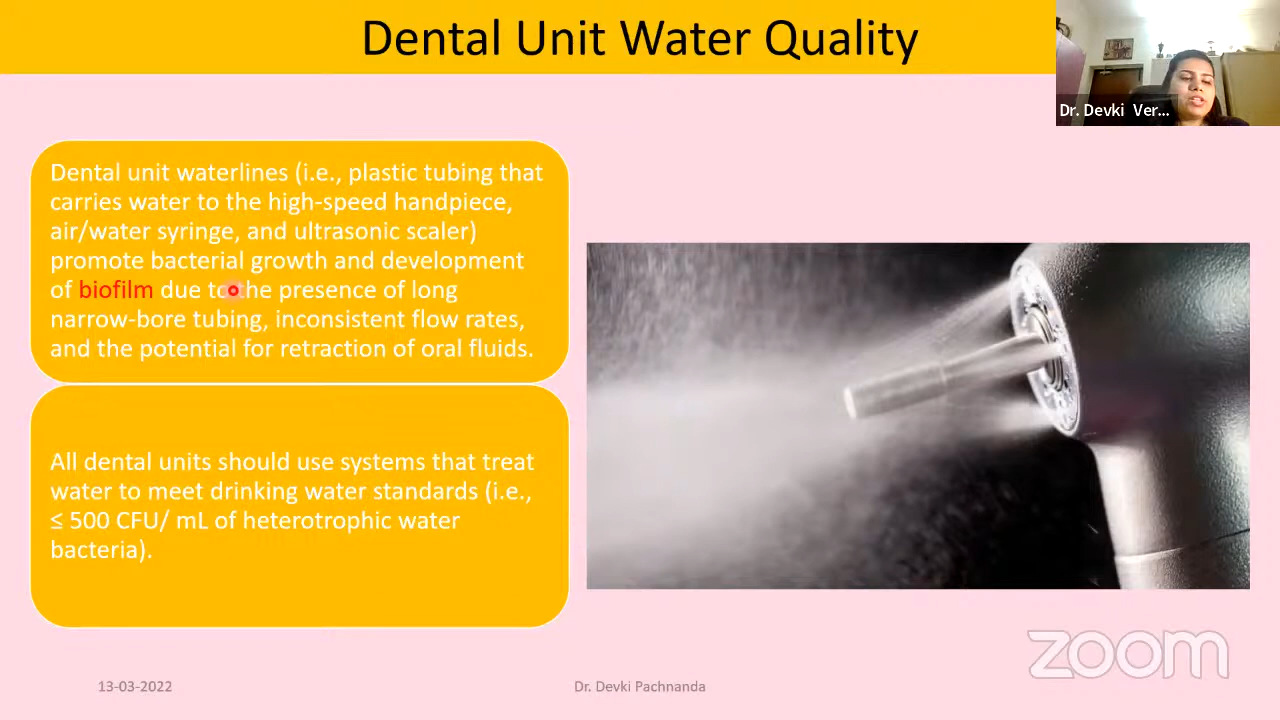 Dental Unit Water Quality
Dr. Devki Ver...
Dental unit waterlines (i.e., plastic tubing that
carries water to the high-speed handpiece,
air/water syringe, and ultrasonic scaler)
promote bacterial growth and development
of biofilm due to the presence of long
narrow-bore tubing, inconsistent flow rates,
and the potential for retraction of oral fluids.
All dental units should use systems that treat
water to meet drinking water standards (i.e.,
≤ 500 CFU/ mL of heterotrophic water
bacteria).
zoom
13-03-2022
Dr. Devki Pachnanda